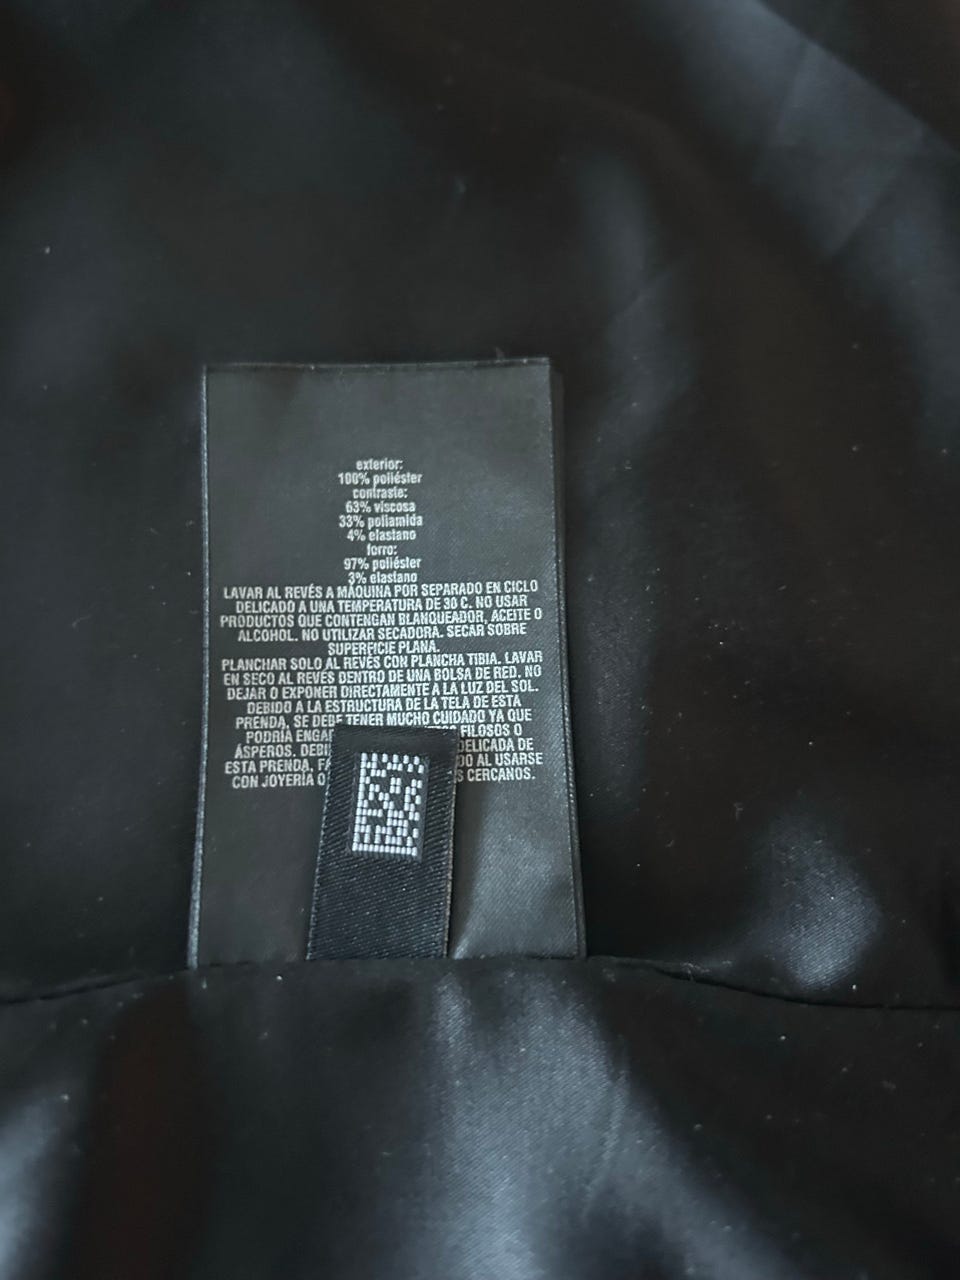 exterior:
100% poliéster
contraste:
63% viscosa
33% poliamida
4% elastano
forro:
97% poliéster
3% elastano
LAVAR AL REVÉS A MÁQUINA POR SEPARADO EN CICLO
DELICADO A UNA TEMPERATURA DE 30 C. NO USAR
PRODUCTOS QUE CONTENGAN BLANQUEADOR, ACEITE O
ALCOHOL. NO UTILIZAR SECADORA. SECAR SOBRE
SUPERFICIE PLANA.
PLANCHAR SOLO AL REVÉS CON PLANCHA TIBIA. LAVAR
EN SECO AL REVÉS DENTRO DE UNA BOLSA DE RED. NO
DEJAR O EXPONER DIRECTAMENTE A LA LUZ DEL SOL.
DEBIDO A LA ESTRUCTURA DE LA TELA DE ESTA
PRENDA, SE DEBE TENER MUCHO CUIDADO YA QUE
PODRÍA FILOSOS O
ÁSPEROS. DELICADA DE
ESTA PRENDA, AL USARSE
CON JOYERÍA O CERCANOS.